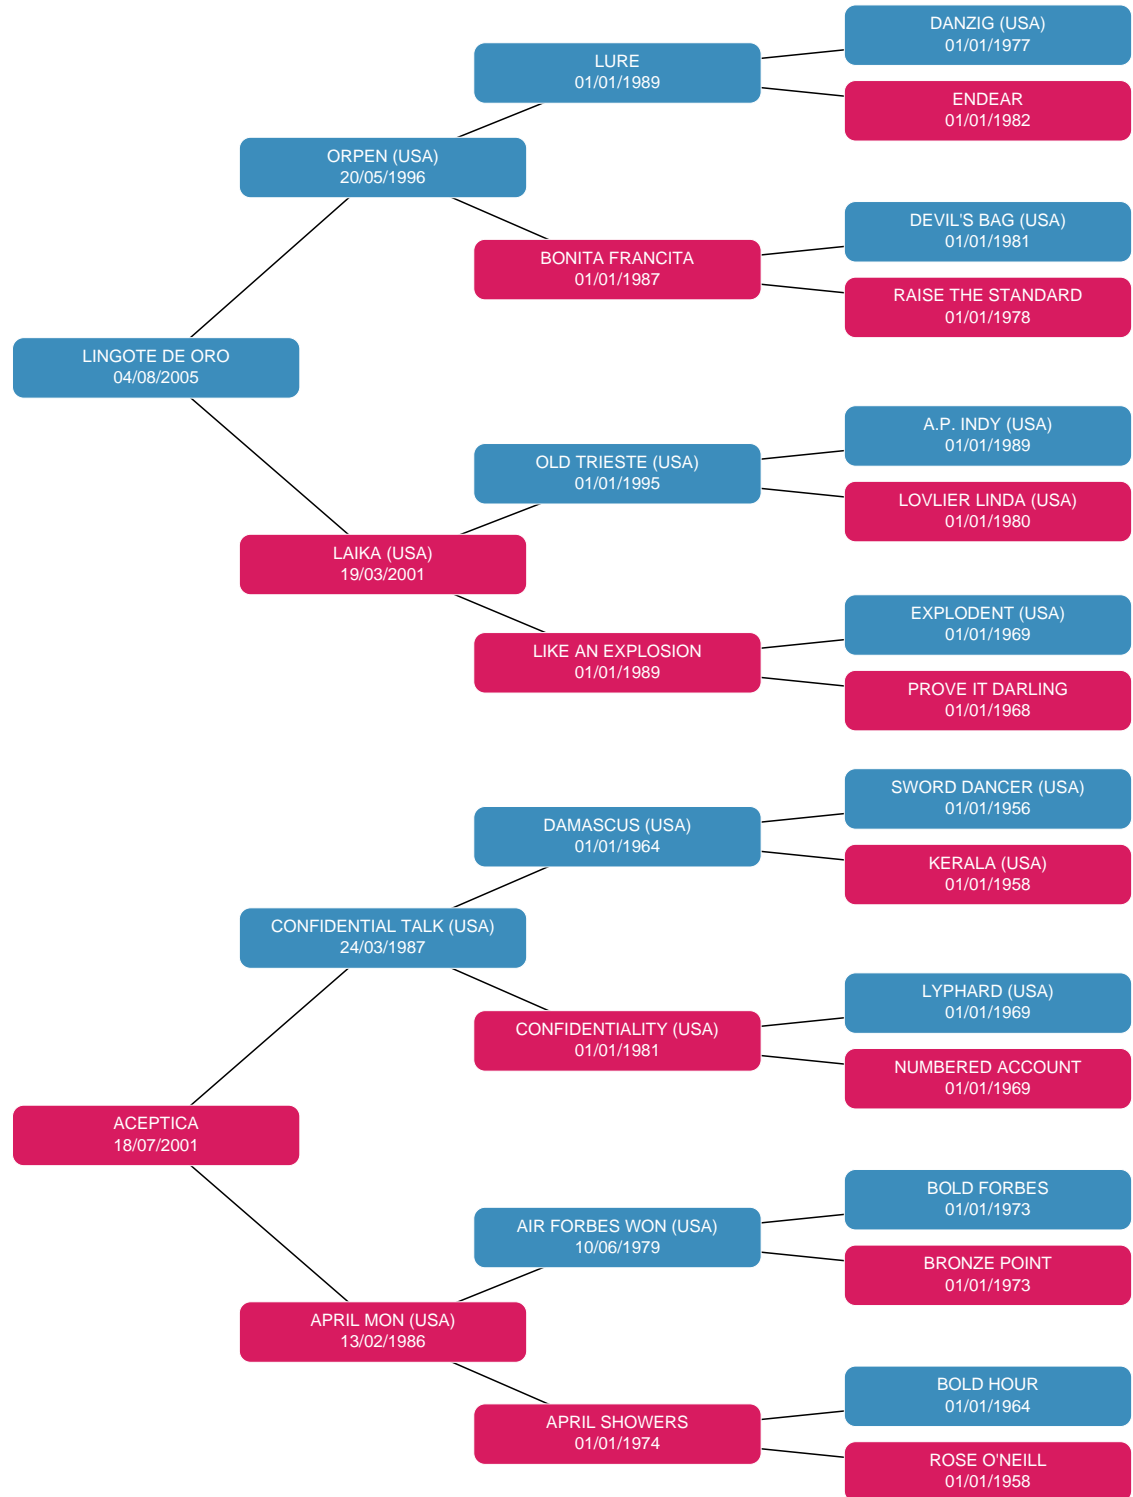 DANZIG (USA)
01/01/1977
LURE
01/01/1989
ENDEAR
01/01/1982
ORPEN (USA)
20/05/1996
DEVIL'S BAG (USA)
01/01/1981
BONITA FRANCITA
01/01/1987
RAISE THE STANDARD
01/01/1978
LINGOTE DE ORO
04/08/2005
A.P. INDY (USA)
01/01/1989
OLD TRIESTE (USA)
01/01/1995
LOVLIER LINDA (USA)
01/01/1980
LAIKA (USA)
19/03/2001
EXPLODENT (USA)
01/01/1969
LIKE AN EXPLOSION
01/01/1989
PROVE IT DARLING
01/01/1968
SWORD DANCER (USA)
01/01/1956
DAMASCUS (USA)
01/01/1964
KERALA (USA)
01/01/1958
CONFIDENTIAL TALK (USA)
24/03/1987
LYPHARD (USA)
01/01/1969
CONFIDENTIALITY (USA)
01/01/1981
NUMBERED ACCOUNT
01/01/1969
ACEPTICA
18/07/2001
BOLD FORBES
01/01/1973
AIR FORBES WON (USA)
10/06/1979
BRONZE POINT
01/01/1973
APRIL MON (USA)
13/02/1986
BOLD HOUR
01/01/1964
APRIL SHOWERS
01/01/1974
ROSE O'NEILL
01/01/1958